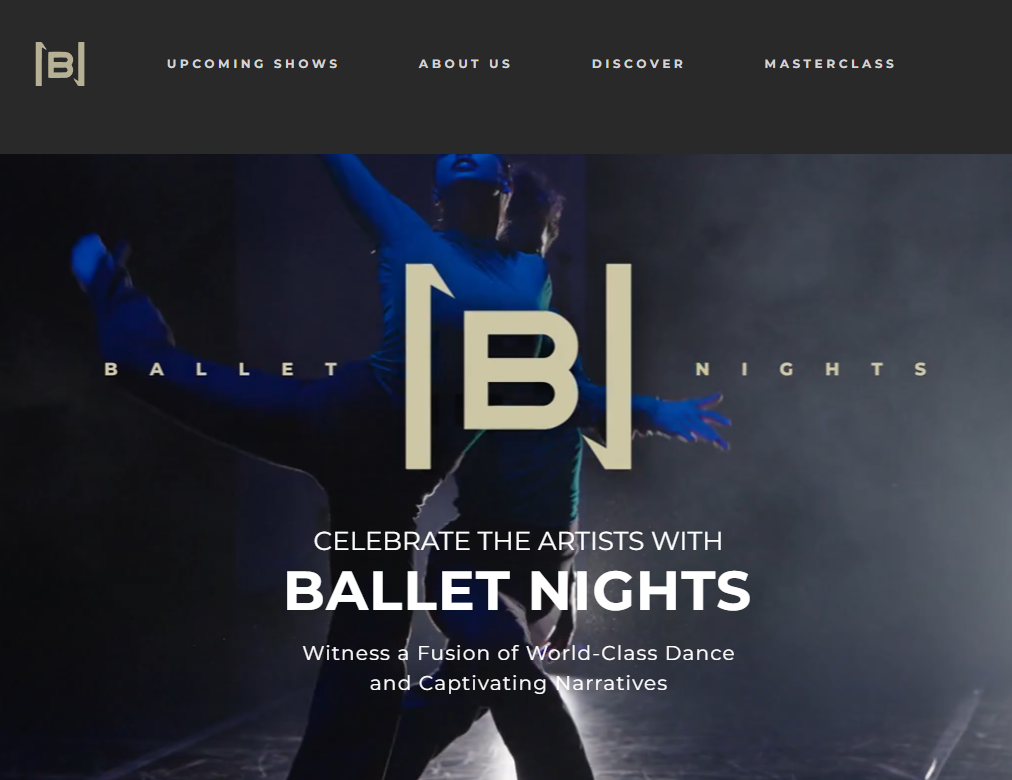 B
UPCOMING SHOWS
ABOUT US
DISCOVER
MASTERCLASS
BALLET
B
NIGHTS
CELEBRATE THE ARTISTS WITH
BALLET NIGHTS
Witness a Fusion of World-Class Dance
and Captivating Narratives